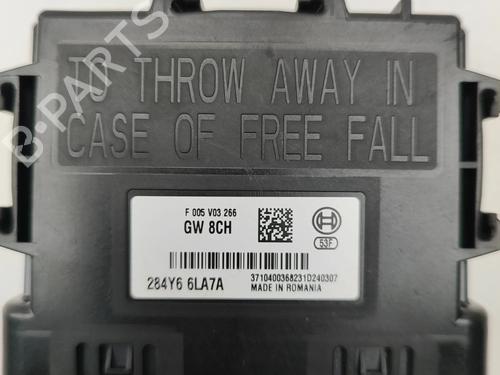 TO THROW AWAY IN
CASE OF FREE FALL
F 005 V03 266
GW 8CH
53F
284Y6 6LA7A
3710400368231D240307
MADE IN ROMANIA
B-PARTS